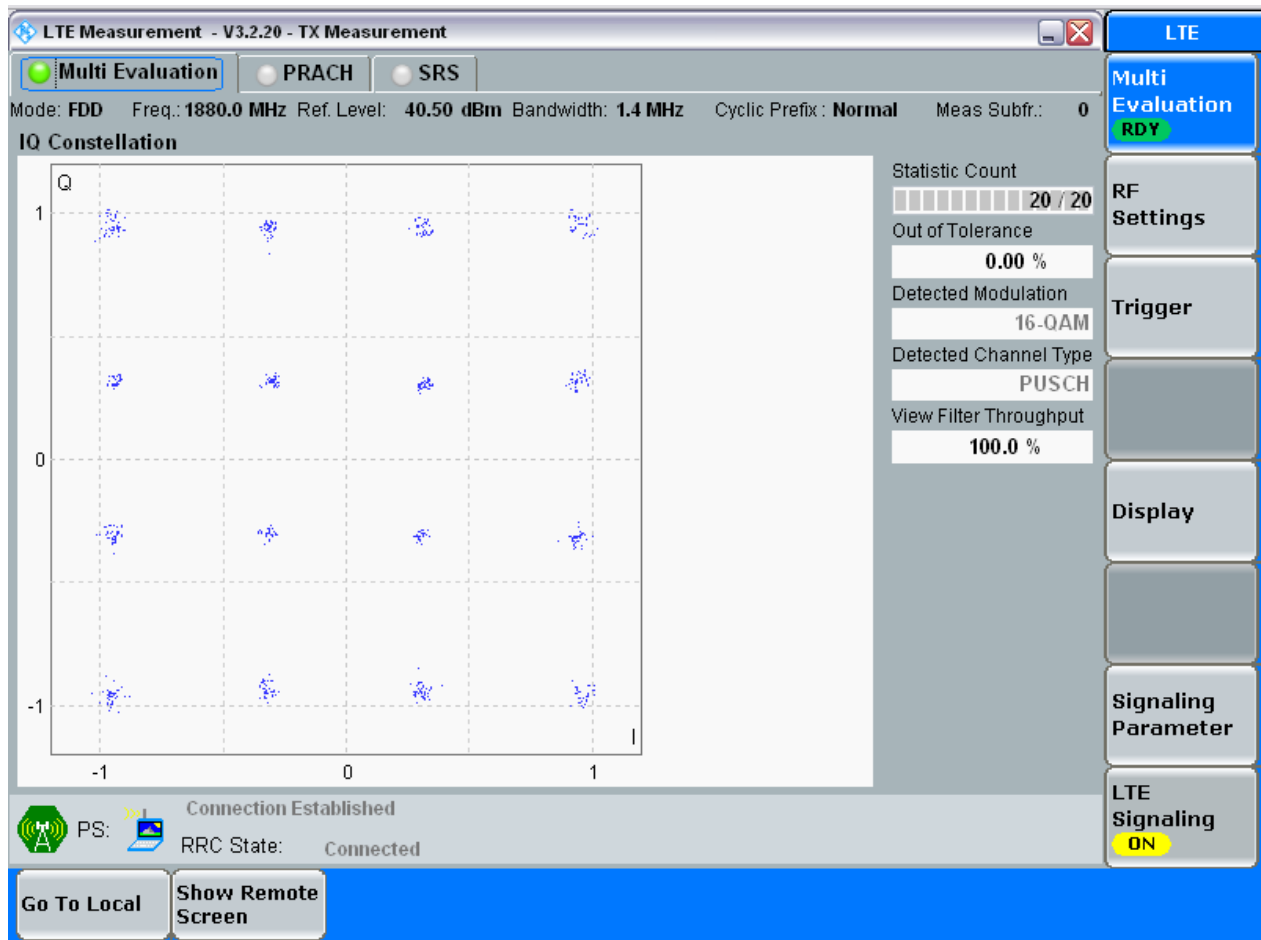 LTE Measurement - V3.2.20 - TX Measurement
LTE
Multi Evaluation
PRACH
SRS
Mode: FDD Freq.: 1880.0 MHz Ref. Level: 40.50 dBm Bandwidth: 1.4 MHz Cyclic Prefix : Normal Meas Subfr.: 0
IQ Constellation
Q
1
0
-1
-1
0
1
I
Statistic Count
20 / 20
Out of Tolerance
0.00 %
Detected Modulation
16-QAM
Detected Channel Type
PUSCH
View Filter Throughput
100.0 %
Multi
Evaluation
RDY
RF
Settings
Trigger
Display
Signaling
Parameter
LTE
Signaling
ON
PS:
Connection Established
RRC State: Connected
Go To Local
Show Remote
Screen